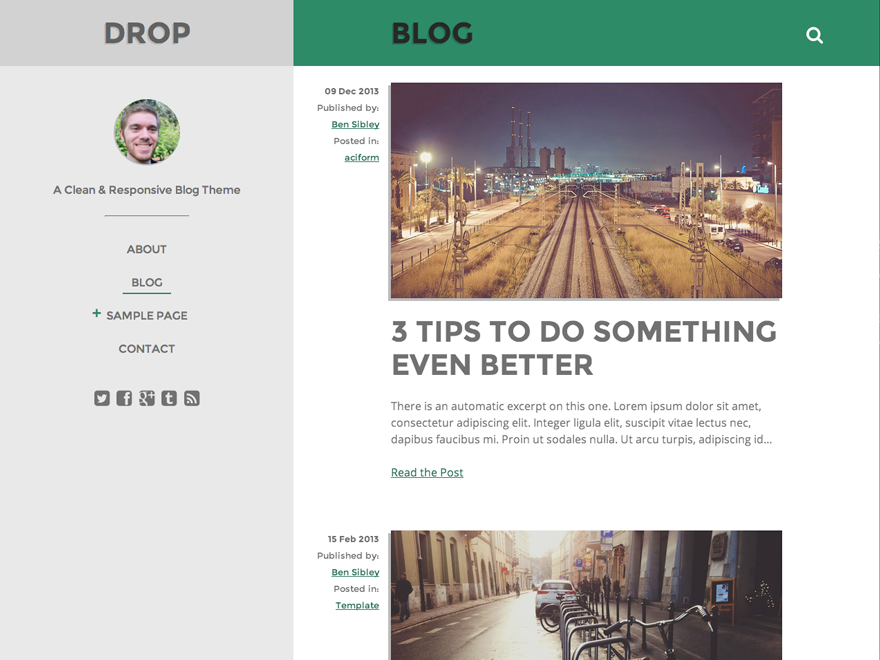 DROP
BLOG
A Clean & Responsive Blog Theme
ABOUT
BLOG
+ SAMPLE PAGE
CONTACT
09 Dec 2013
Published by:
Ben Sibley
Posted in:
aciform
3 TIPS TO DO SOMETHING
EVEN BETTER
There is an automatic excerpt on this one. Lorem ipsum dolor sit amet,
consectetur adipiscing elit. Integer ligula elit, suscipit vitae lectus nec,
dapibus faucibus mi. Proin ut sodales nulla. Ut arcu turpis, adipiscing id...
Read the Post
15 Feb 2013
Published by:
Ben Sibley
Posted in:
Template